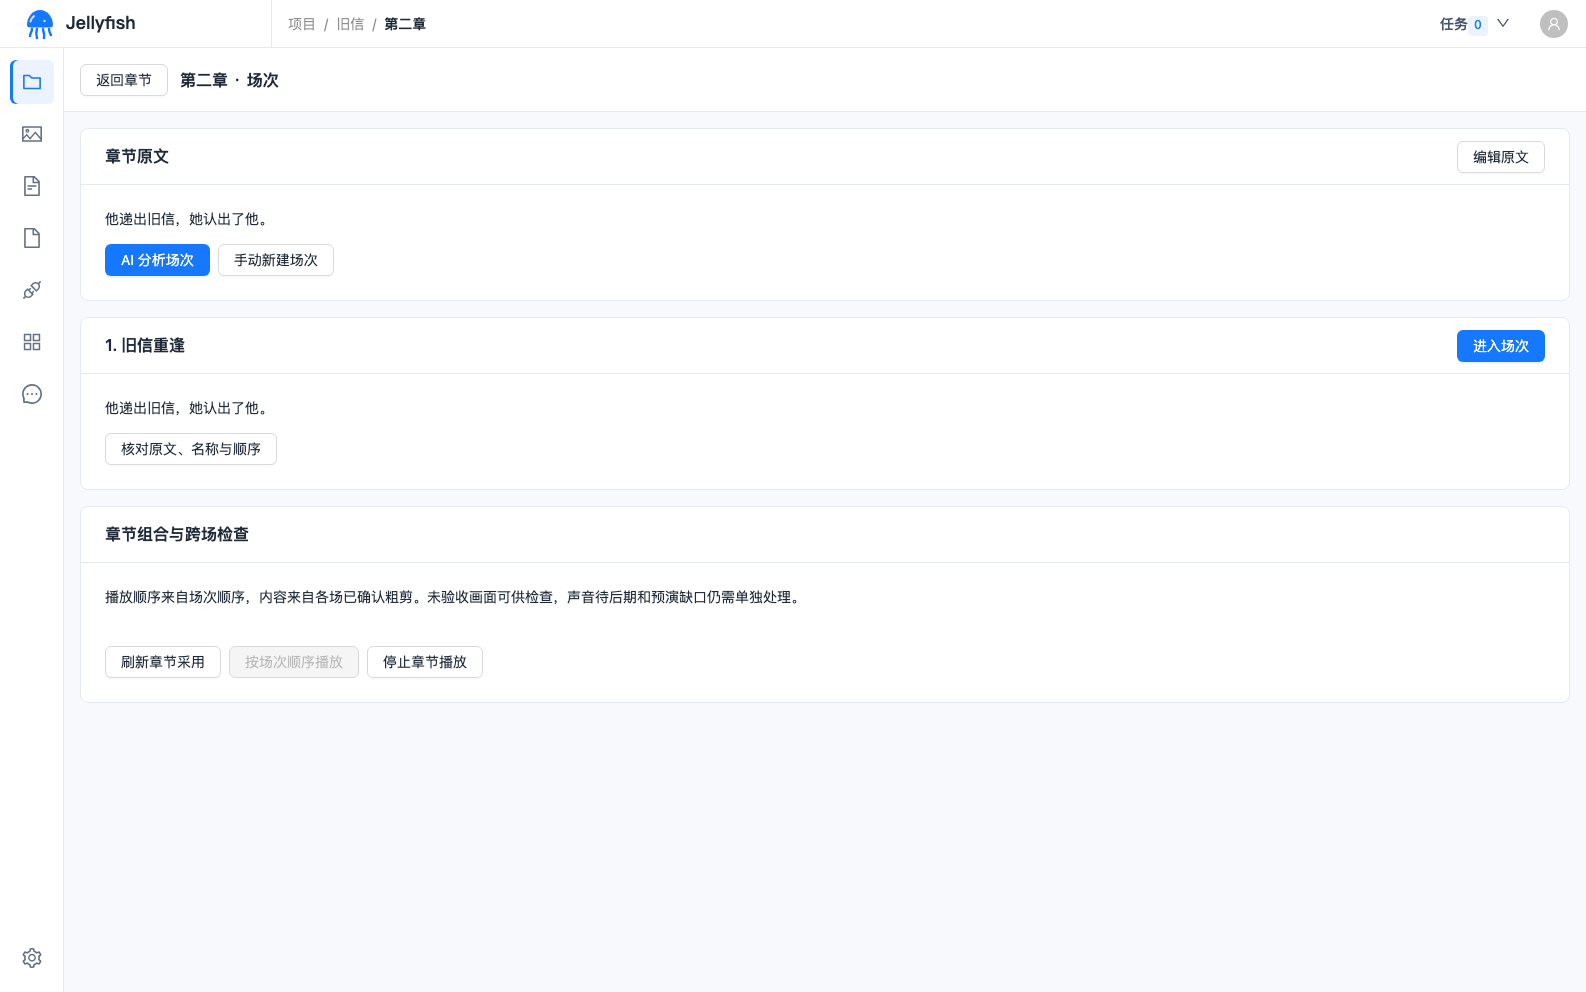 Jellyfish
项目 / 旧信 / 第二章
任务 0
返回章节
第二章 · 场次
章节原文
编辑原文
他递出旧信，她认出了他。
AI 分析场次
手动新建场次
1. 旧信重逢
进入场次
他递出旧信，她认出了他。
核对原文、名称与顺序
章节组合与跨场检查
播放顺序来自场次顺序，内容来自各场已确认粗剪。未验收画面可供检查，声音待后期和预演缺口仍需单独处理。
刷新章节采用
按场次顺序播放
停止章节播放